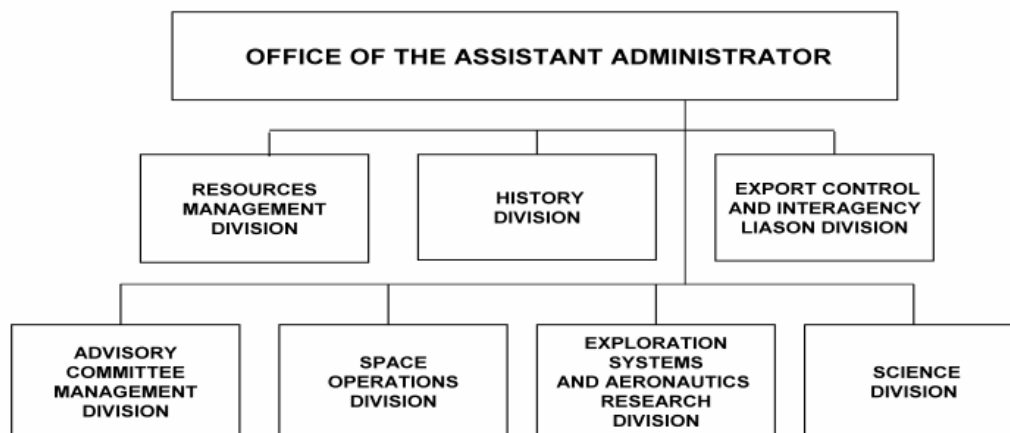 OFFICE OF THE ASSISTANT ADMINISTRATOR
RESOURCES
MANAGEMENT
DIVISION
HISTORY
DIVISION
EXPORT CONTROL
AND INTERAGENCY
LIASON DIVISION
ADVISORY
COMMITTEE
MANAGEMENT
DIVISION
SPACE
OPERATIONS
DIVISION
EXPLORATION
SYSTEMS
AND AERONAUTICS
RESEARCH
DIVISION
SCIENCE
DIVISION